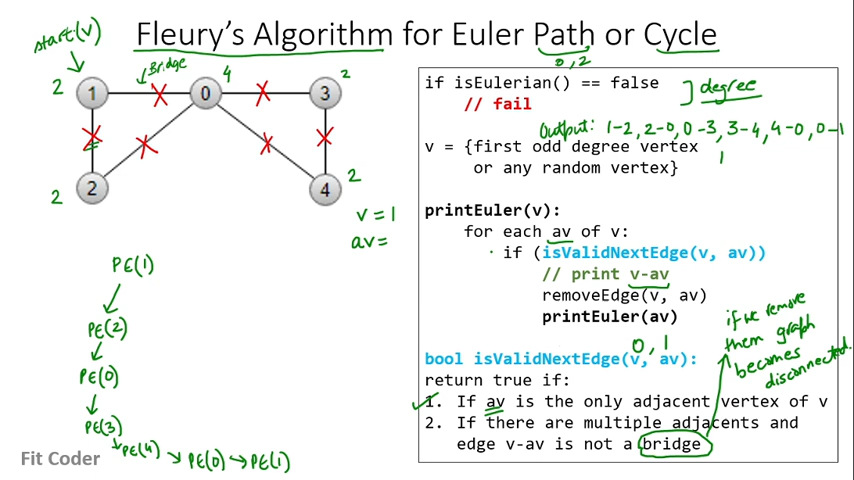 Fleury's Algorithm for Euler Path or Cycle
0, 2
start(v)
Bridge
4
2
2
1
0
3
2
2
4
2
v = 1
av =
PE(1)
PE(2)
PE(0)
PE(3)
PE(4) PE(0) PE(1)
Fit Coder
if isEulerian() == false
// fail
degree
Output: 1-2, 2-0, 0-3, 3-4, 4-0, 0-1
v = {first odd degree vertex
or any random vertex}
1
printEuler(v):
for each av of v:
if (isValidNextEdge(v, av))
// print v-av
removeEdge(v, av)
printEuler(av)
0, 1
if we remove
them graph
becomes
disconnected.
bool isValidNextEdge(v, av):
return true if:
1. If av is the only adjacent vertex of v
2. If there are multiple adjacents and
edge v-av is not a bridge